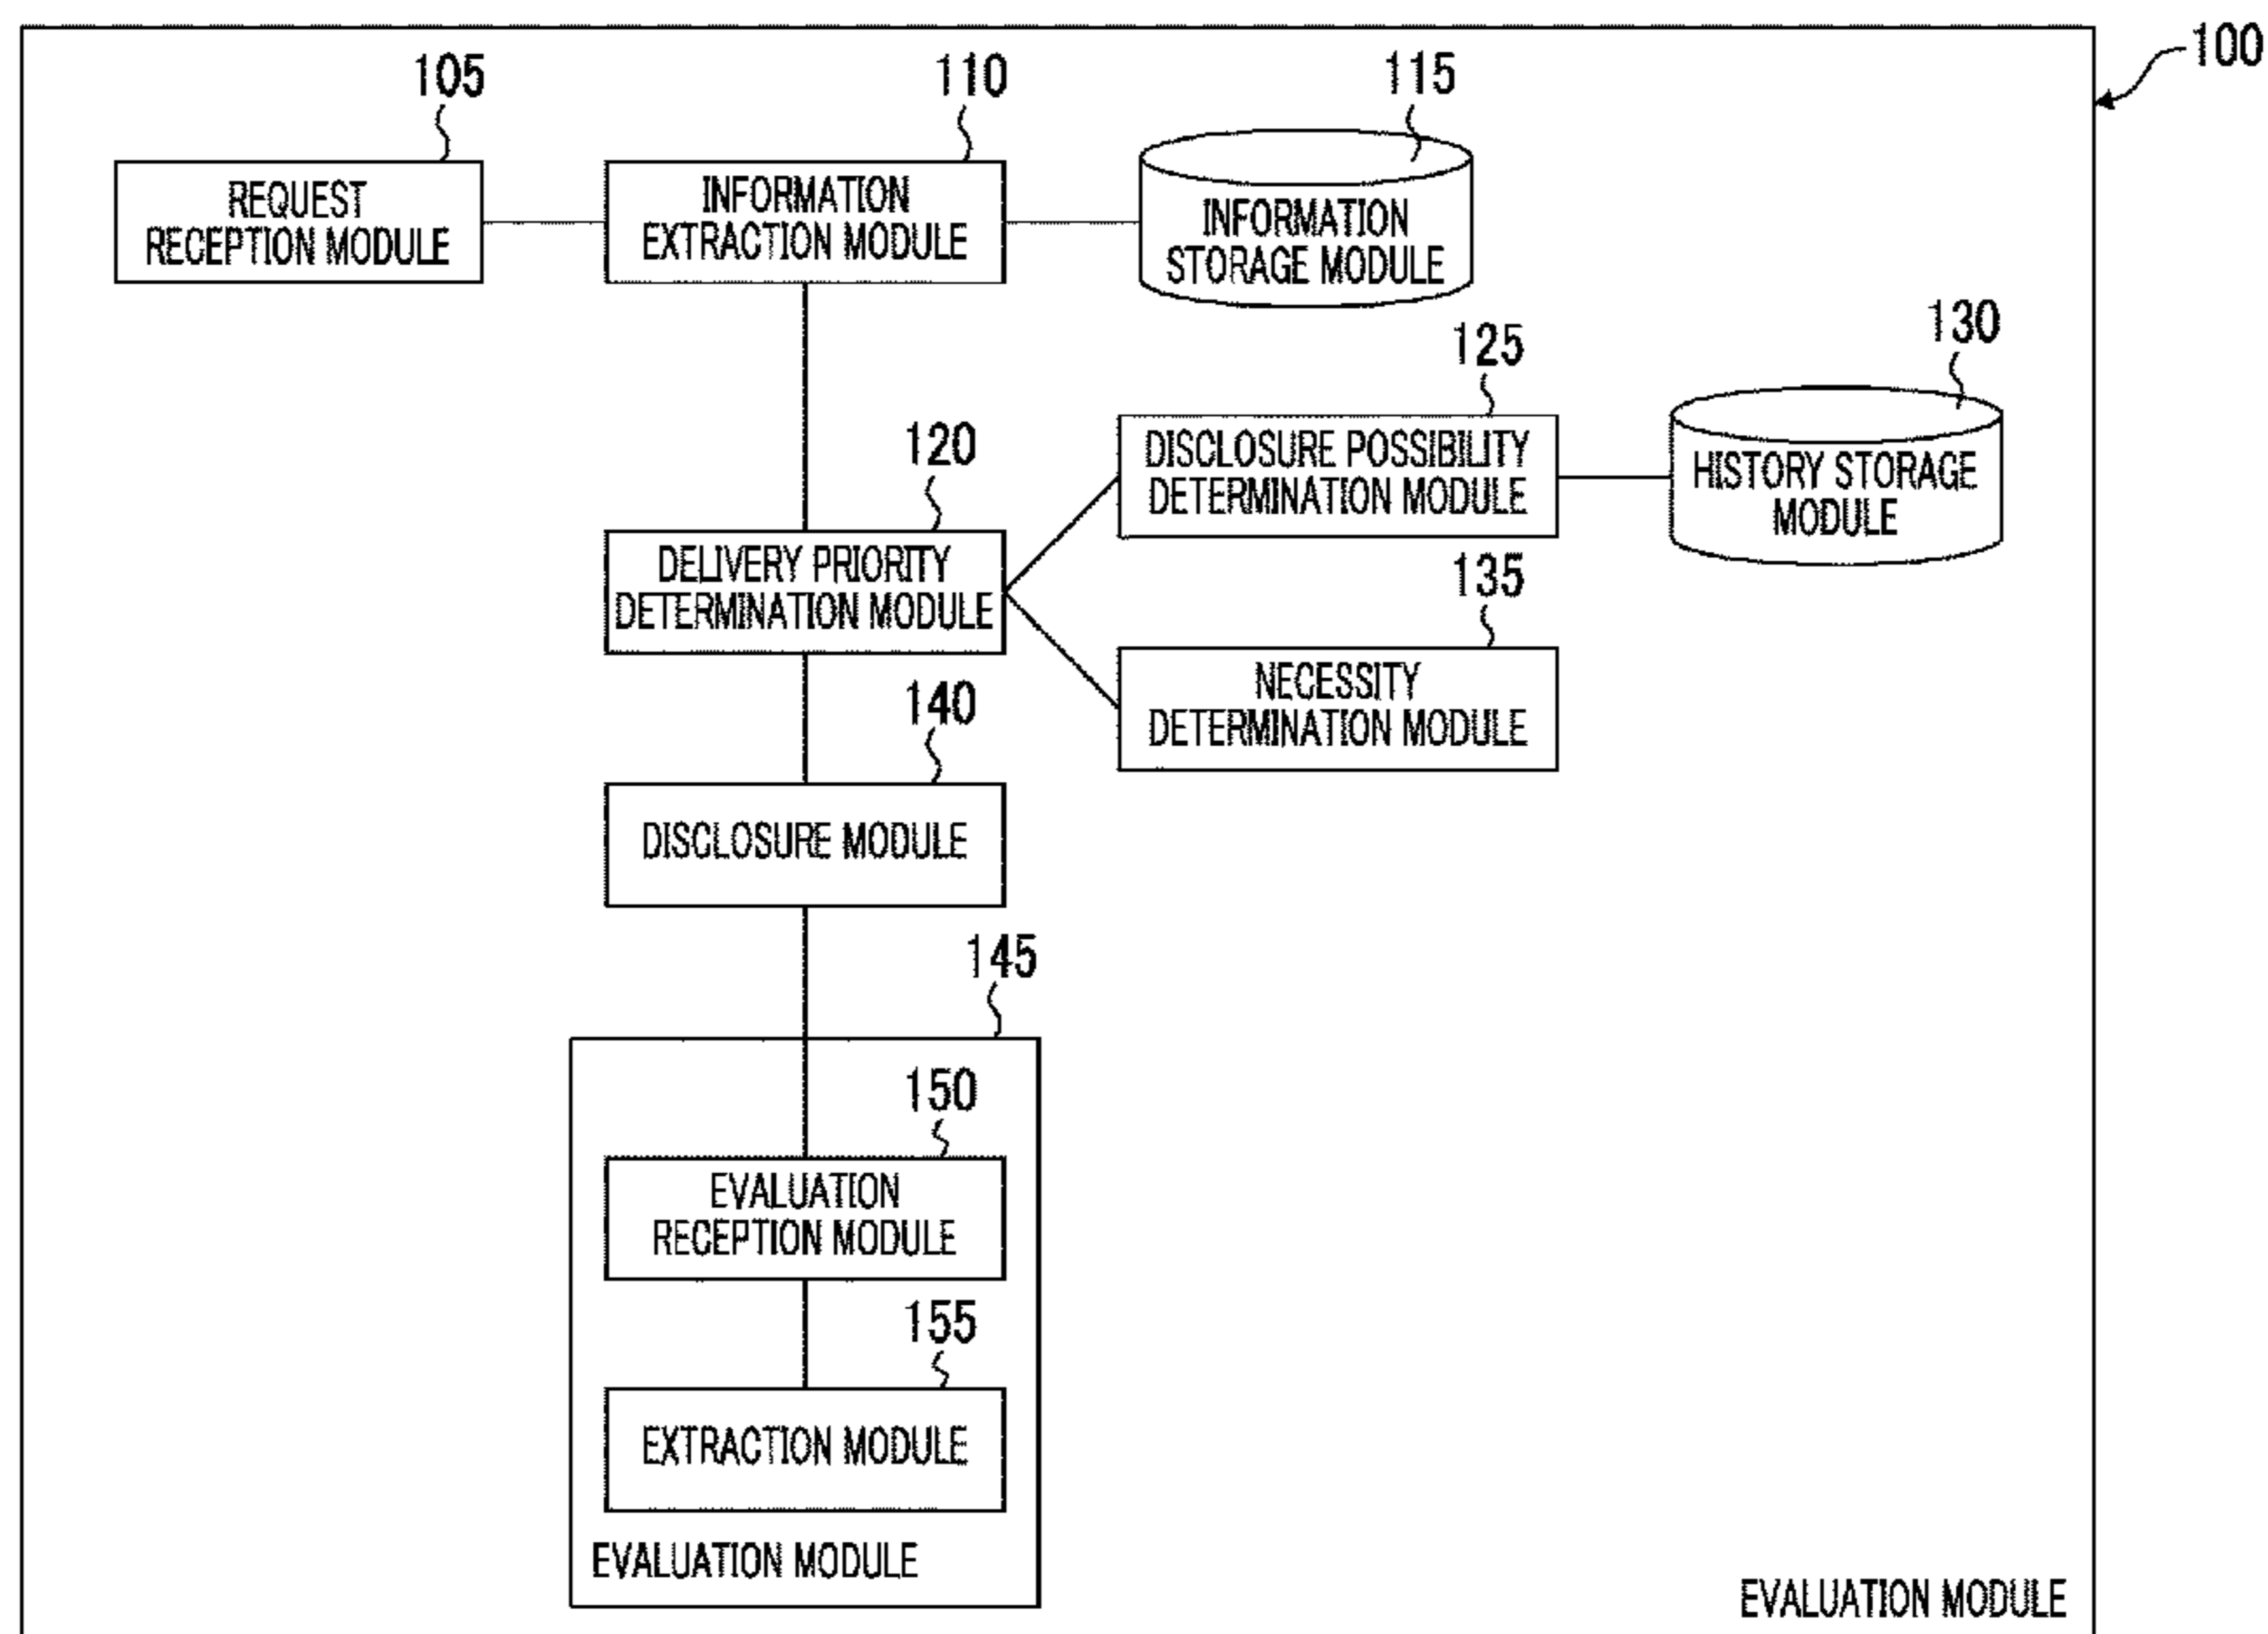 100
105
110
115
REQUEST
RECEPTION MODULE
INFORMATION
EXTRACTION MODULE
INFORMATION
STORAGE MODULE
125
130
120
DISCLOSURE POSSIBILITY
DETERMINATION MODULE
HISTORY STORAGE
MODULE
DELIVERY PRIORITY
DETERMINATION MODULE
135
NECESSITY
DETERMINATION MODULE
140
DISCLOSURE MODULE
145
150
EVALUATION
RECEPTION MODULE
155
EXTRACTION MODULE
EVALUATION MODULE
EVALUATION MODULE